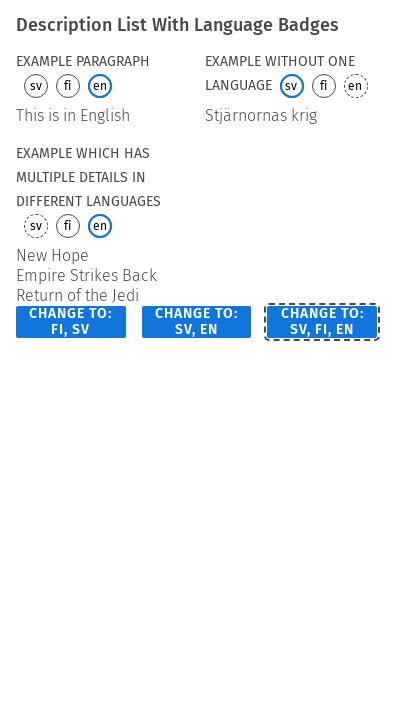 Description List With Language Badges
EXAMPLE PARAGRAPH
sv fi en
This is in English
EXAMPLE WITHOUT ONE
LANGUAGE sv fi en
Stjärnornas krig
EXAMPLE WHICH HAS
MULTIPLE DETAILS IN
DIFFERENT LANGUAGES
sv fi en
New Hope
Empire Strikes Back
Return of the Jedi
CHANGE TO:
FI, SV
CHANGE TO:
SV, EN
CHANGE TO:
SV, FI, EN